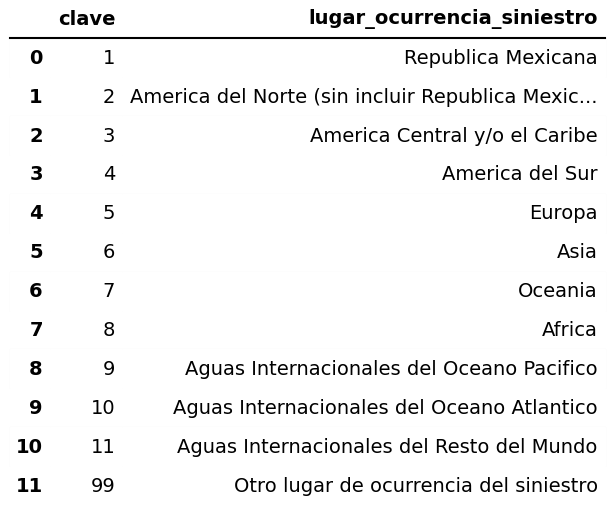 clave lugar_ocurrencia_siniestro
0 1 Republica Mexicana
1 2 America del Norte (sin incluir Republica Mexic...
2 3 America Central y/o el Caribe
3 4 America del Sur
4 5 Europa
5 6 Asia
6 7 Oceania
7 8 Africa
8 9 Aguas Internacionales del Oceano Pacifico
9 10 Aguas Internacionales del Oceano Atlantico
10 11 Aguas Internacionales del Resto del Mundo
11 99 Otro lugar de ocurrencia del siniestro